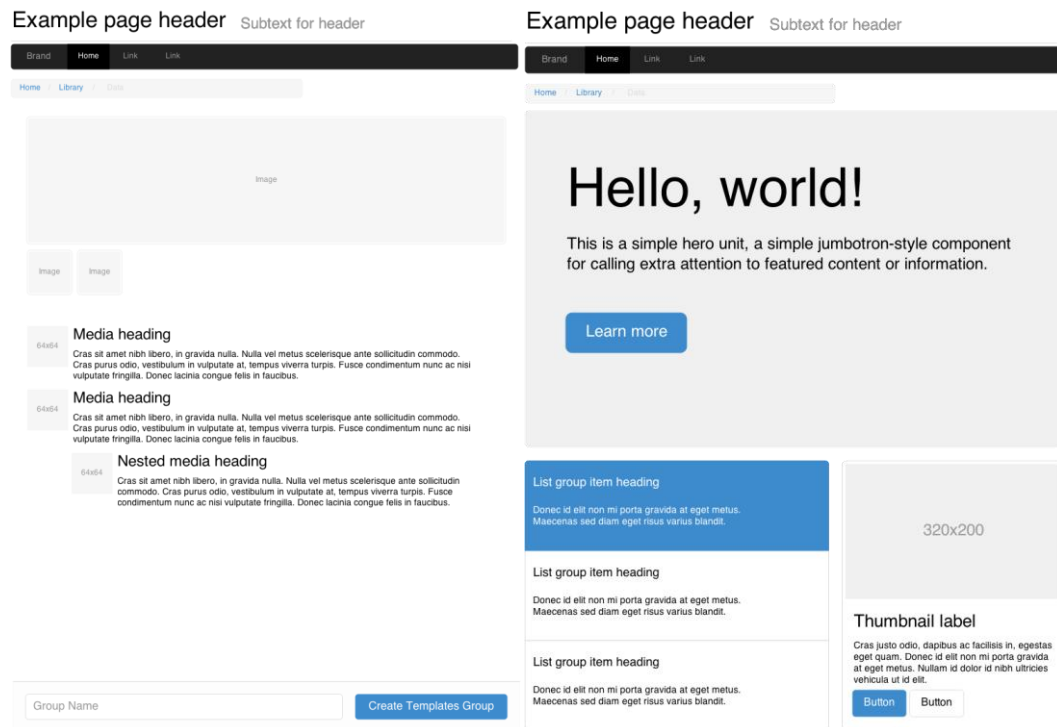 Example page header Subtext for header
Brand Home Link Link
Home / Library / Data
Image
Image Image
64x64
Media heading
Cras sit amet nibh libero, in gravida nulla. Nulla vel metus scelerisque ante sollicitudin commodo.
Cras purus odio, vestibulum in vulputate at, tempus viverra turpis. Fusce condimentum nunc ac nisi
vulputate fringilla. Donec lacinia congue felis in faucibus.
64x64
Media heading
Cras sit amet nibh libero, in gravida nulla. Nulla vel metus scelerisque ante sollicitudin commodo.
Cras purus odio, vestibulum in vulputate at, tempus viverra turpis. Fusce condimentum nunc ac nisi
vulputate fringilla. Donec lacinia congue felis in faucibus.
64x64
Nested media heading
Cras sit amet nibh libero, in gravida nulla. Nulla vel metus scelerisque ante sollicitudin
commodo. Cras purus odio, vestibulum in vulputate at, tempus viverra turpis. Fusce
condimentum nunc ac nisi vulputate fringilla. Donec lacinia congue felis in faucibus.
Group Name Create Templates Group
Example page header Subtext for header
Brand Home Link Link
Home / Library / Data
Hello, world!
This is a simple hero unit, a simple jumbotron-style component
for calling extra attention to featured content or information.
Learn more
List group item heading
Donec id elit non mi porta gravida at eget metus.
Maecenas sed diam eget risus varius blandit.
List group item heading
Donec id elit non mi porta gravida at eget metus.
Maecenas sed diam eget risus varius blandit.
List group item heading
Donec id elit non mi porta gravida at eget metus.
Maecenas sed diam eget risus varius blandit.
320x200
Thumbnail label
Cras justo odio, dapibus ac facilisis in, egestas
eget quam. Donec id elit non mi porta gravida
at eget metus. Nullam id dolor id nibh ultricies
vehicula ut id elit.
Button Button